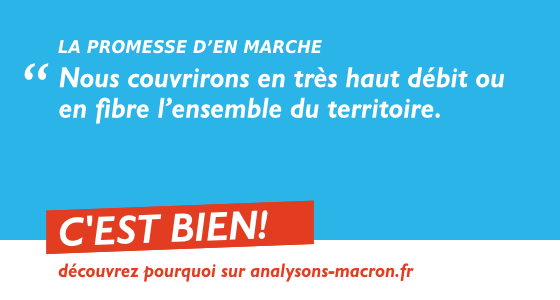 LA PROMESSE D’EN MARCHE
“ Nous couvrirons en très haut débit ou
en fibre l’ensemble du territoire.
C'EST BIEN!
découvrez pourquoi sur analysons-macron.fr